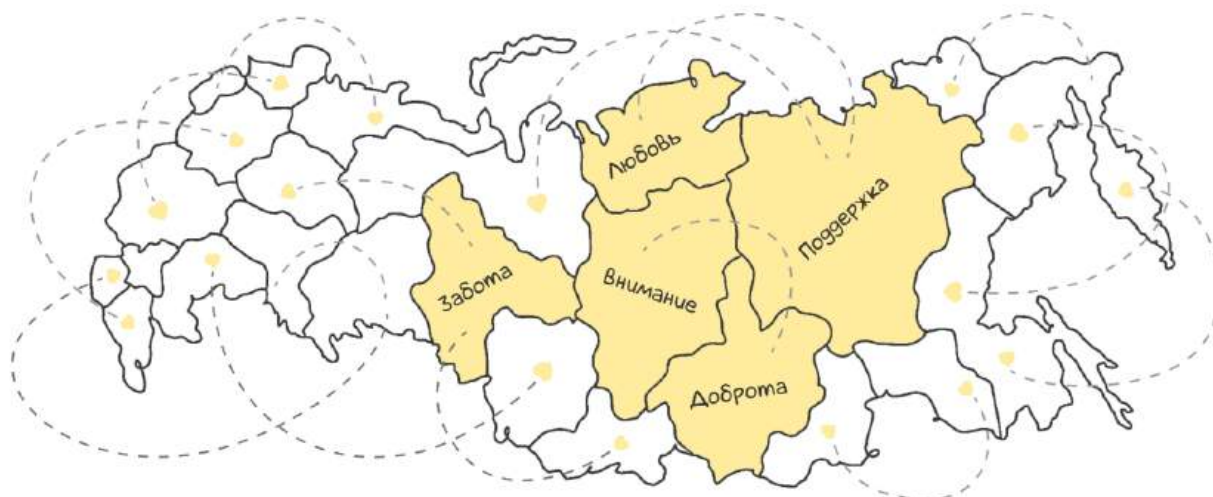 Любовь
Поддержка
Забота
Внимание
Доброта